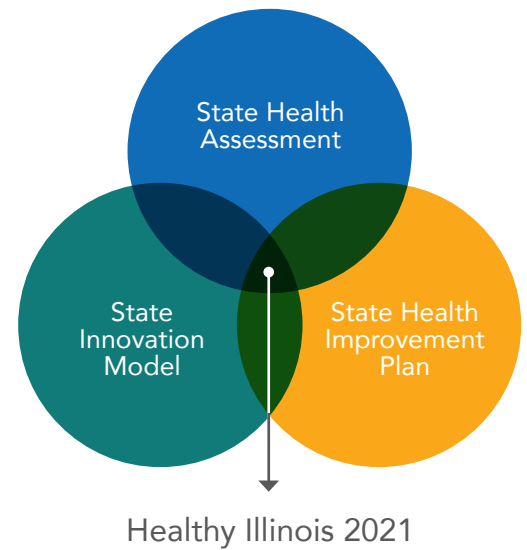 State Health
Assessment
State
Innovation
Model
State Health
Improvement
Plan
Healthy Illinois 2021